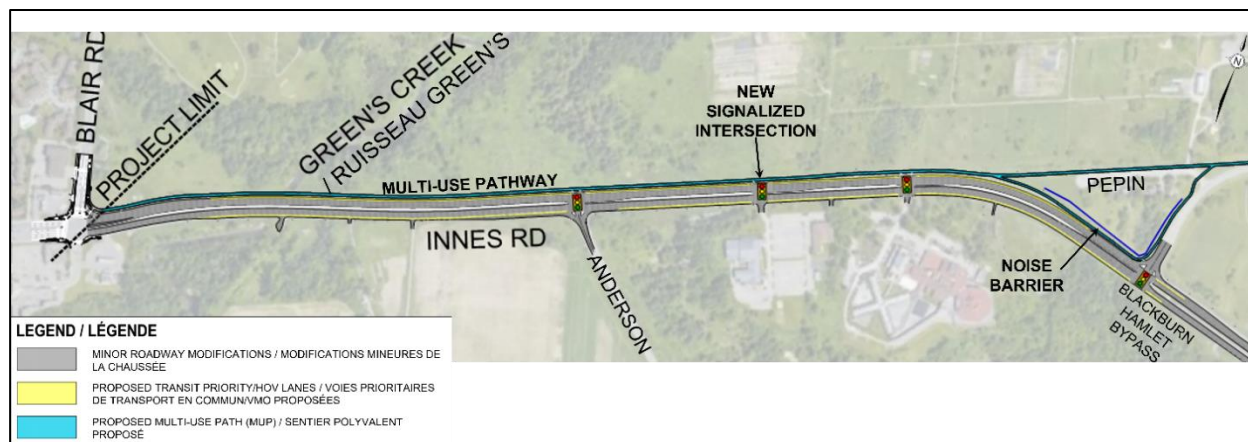 BLAIR RD
PROJECT LIMIT
GREEN'S CREEK
/ RUISSEAU GREEN'S
MULTI-USE PATHWAY
NEW
SIGNALIZED
INTERSECTION
N
PEPIN
INNES RD
ANDERSON
NOISE
BARRIER
BLACKBURN
HAMLET
BYPASS
LEGEND / LÉGENDE
MINOR ROADWAY MODIFICATIONS / MODIFICATIONS MINEURES DE
LA CHAUSSÉE
PROPOSED TRANSIT PRIORITY/HOV LANES / VOIES PRIORITAIRES
DE TRANSPORT EN COMMUN/VMO PROPOSÉES
PROPOSED MULTI-USE PATH (MUP) / SENTIER POLYVALENT
PROPOSÉ